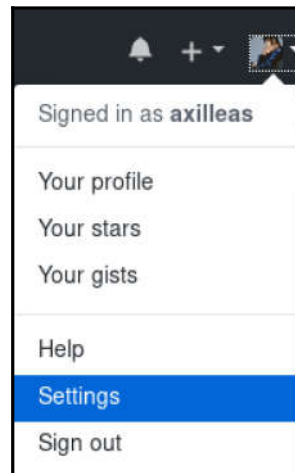 Signed in as axilleas
Your profile
Your stars
Your gists
Help
Settings
Sign out